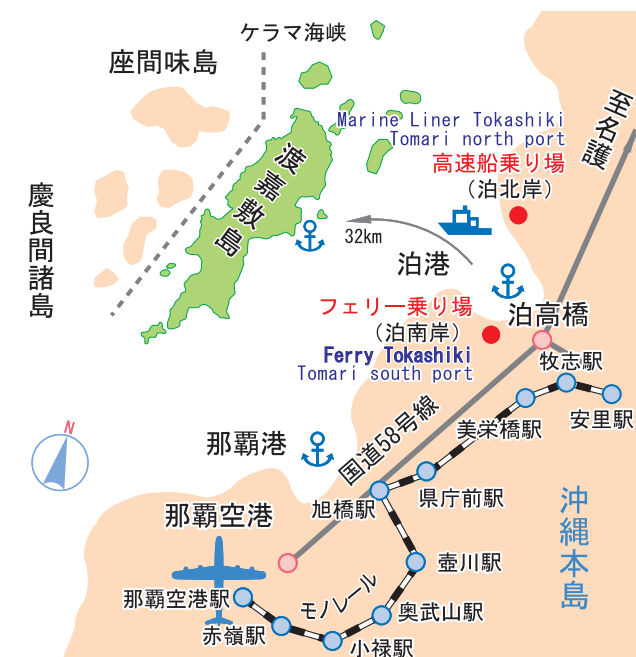 ケラマ海峡
座間味島
至名護
Marine Liner Tokashiki
Tomari north port
高速船乗り場
(泊北岸)
渡嘉敷島
慶良間諸島
32km
泊港
フェリー乗り場
(泊南岸)
Ferry Tokashiki
Tomari south port
泊高橋
牧志駅
安里駅
美栄橋駅
国道58号線
那覇港
N
県庁前駅
旭橋駅
那覇空港
沖縄本島
壷川駅
モノレール
那覇空港駅
奥武山駅
赤嶺駅
小禄駅